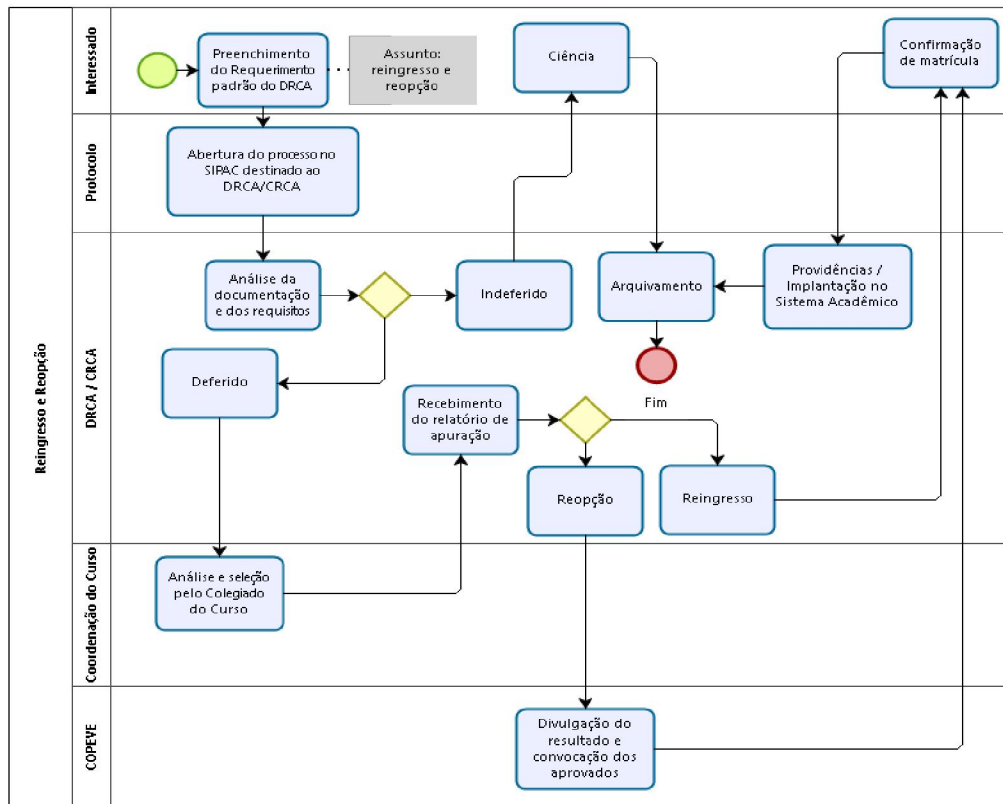 Reingresso e Reopção
Interessado
Preenchimento
do Requerimento
padrão do DRCA
Assunto:
reingresso e
reopção
Ciência
Confirmação
de matrícula
Protocolo
Abertura do processo no
SIPAC destinado ao
DRCA/CRCA
DRCA / CRCA
Análise da
documentação
e dos requisitos
Indeferido
Arquivamento
Providências /
Implantação no
Sistema Acadêmico
Deferido
Fim
Recebimento
do relatório de
apuração
Reopção
Reingresso
Coordenação do Curso
Análise e seleção
pelo Colegiado
do Curso
COPEVE
Divulgação do
resultado e
convocação dos
aprovados